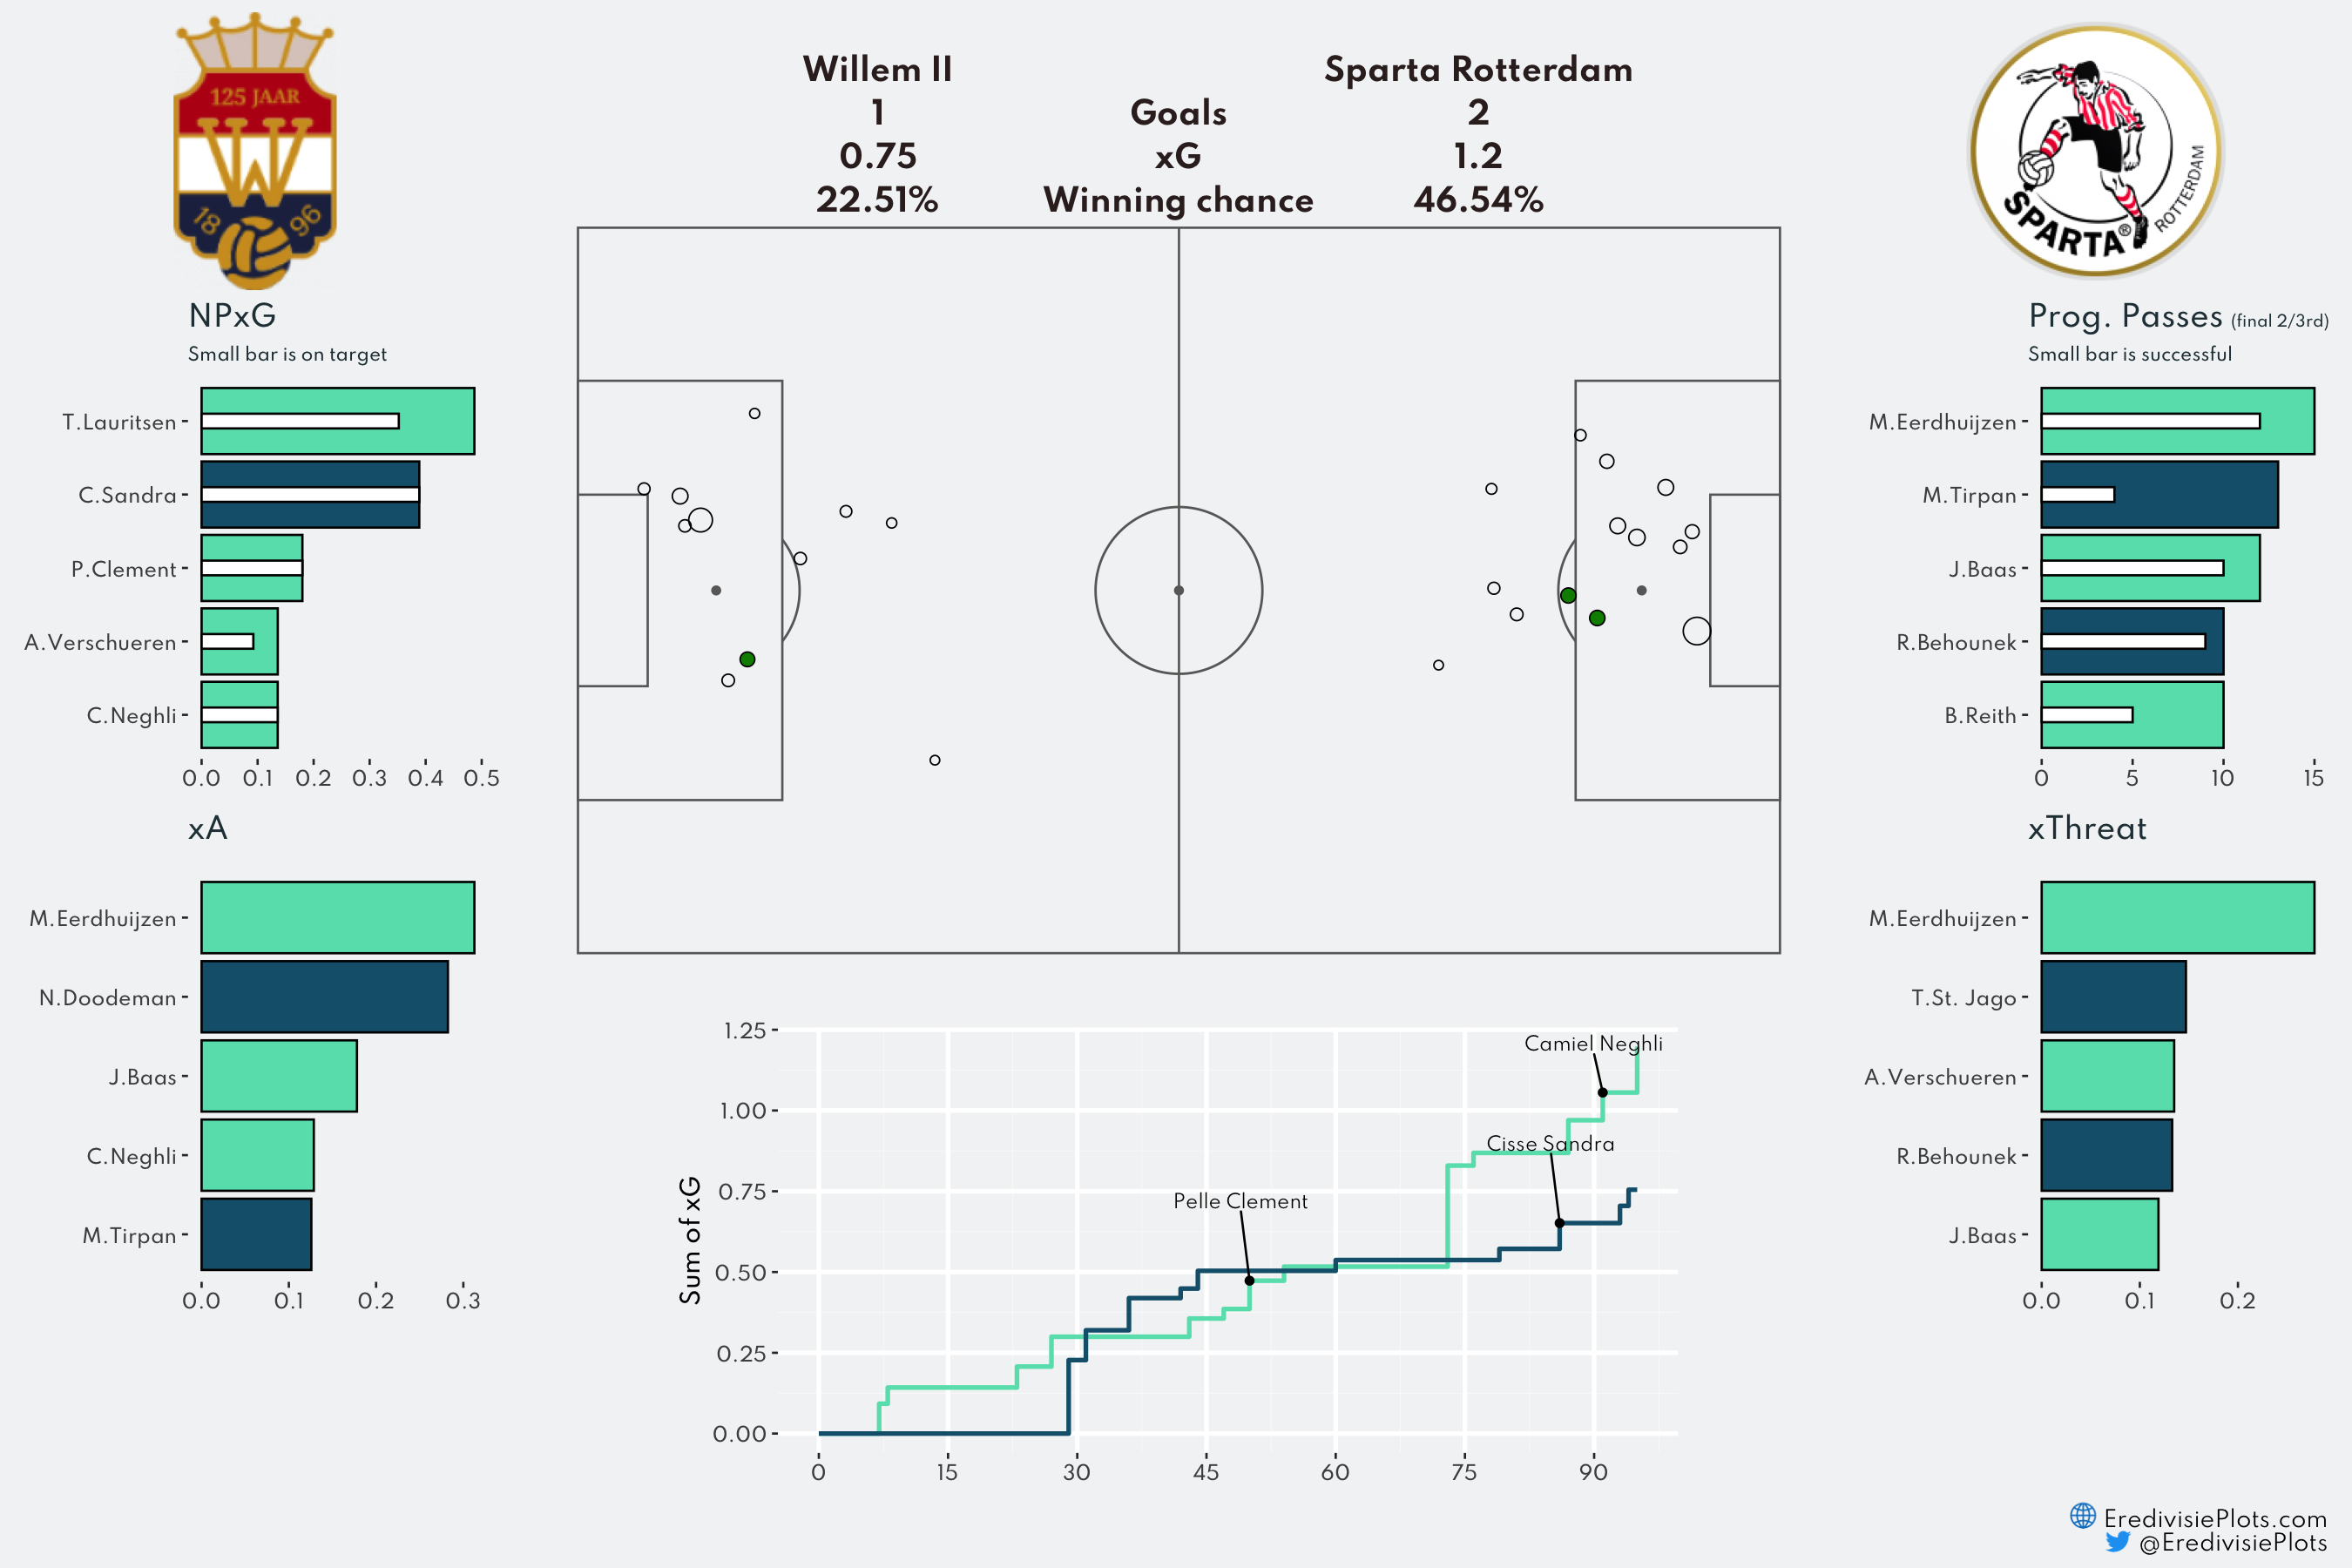 125 JAAR
W
18 96
Willem II Sparta Rotterdam
1 Goals 2
0.75 xG 1.2
22.51% Winning chance 46.54%
SPARTA®
ROTTERDAM
NPxG
Small bar is on target
T.Lauritsen
C.Sandra
P.Clement
A.Verschueren
C.Neghli
0.0 0.1 0.2 0.3 0.4 0.5
xA
M.Eerdhuijzen
N.Doodeman
J.Baas
C.Neghli
M.Tirpan
0.0 0.1 0.2 0.3
Sum of xG
1.25
1.00
0.75
0.50
0.25
0.00
Camiel Neghli
Cisse Sandra
Pelle Clement
0 15 30 45 60 75 90
Prog. Passes (final 2/3rd)
Small bar is successful
M.Eerdhuijzen
M.Tirpan
J.Baas
R.Behounek
B.Reith
0 5 10 15
xThreat
M.Eerdhuijzen
T.St. Jago
A.Verschueren
R.Behounek
J.Baas
0.0 0.1 0.2
EredivisiePlots.com
@EredivisiePlots